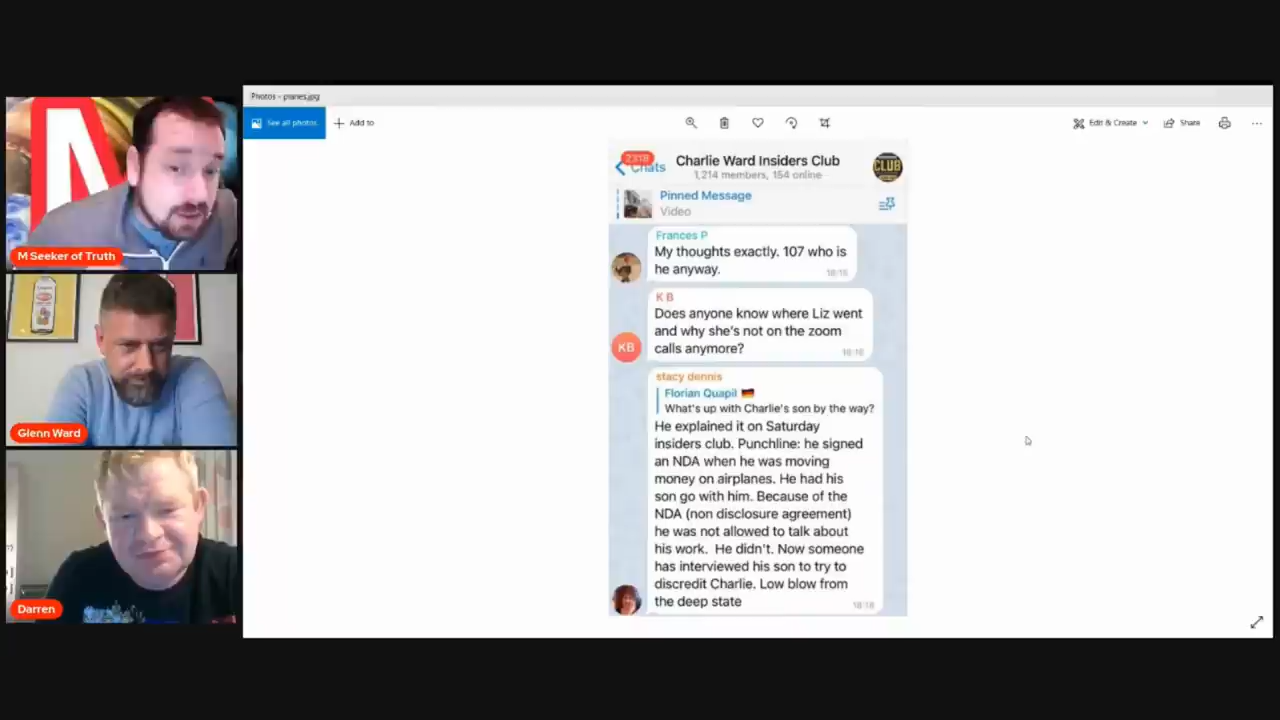 Photos - planes.jpg
See all photos
+ Add to
Edit & Create
Share
2318
Chats
Charlie Ward Insiders Club
1,214 members, 154 online
CLUB
Pinned Message
Video
Frances P
My thoughts exactly. 107 who is
he anyway.
18:16
K B
Does anyone know where Liz went
and why she's not on the zoom
calls anymore?
KB
18:16
stacy dennis
Florian Quapil 🇩🇪
What's up with Charlie's son by the way?
He explained it on Saturday
insiders club. Punchline: he signed
an NDA when he was moving
money on airplanes. He had his
son go with him. Because of the
NDA (non disclosure agreement)
he was not allowed to talk about
his work. He didn't. Now someone
has interviewed his son to try to
discredit Charlie. Low blow from
the deep state
18:18
M Seeker of Truth
Glenn Ward
Darren